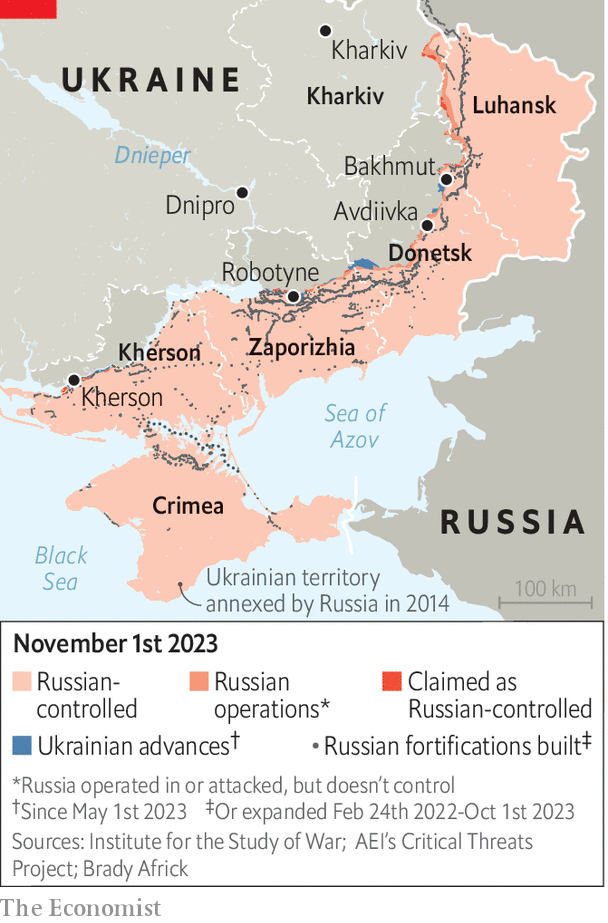 Kharkiv
UKRAINE
Kharkiv
Luhansk
Dnieper
Bakhmut
Dnipro
Avdiivka
Donetsk
Robotyne
Kherson
Zaporizhia
Kherson
Sea of
Azov
Crimea
RUSSIA
Black
Sea
Ukrainian territory
annexed by Russia in 2014
100 km
November 1st 2023
Russian-
controlled
Russian
operations*
Claimed as
Russian-controlled
Ukrainian advances†
Russian fortifications built‡
*Russia operated in or attacked, but doesn’t control
†Since May 1st 2023 ‡Or expanded Feb 24th 2022-Oct 1st 2023
Sources: Institute for the Study of War; AEI’s Critical Threats
Project; Brady Africk
The Economist